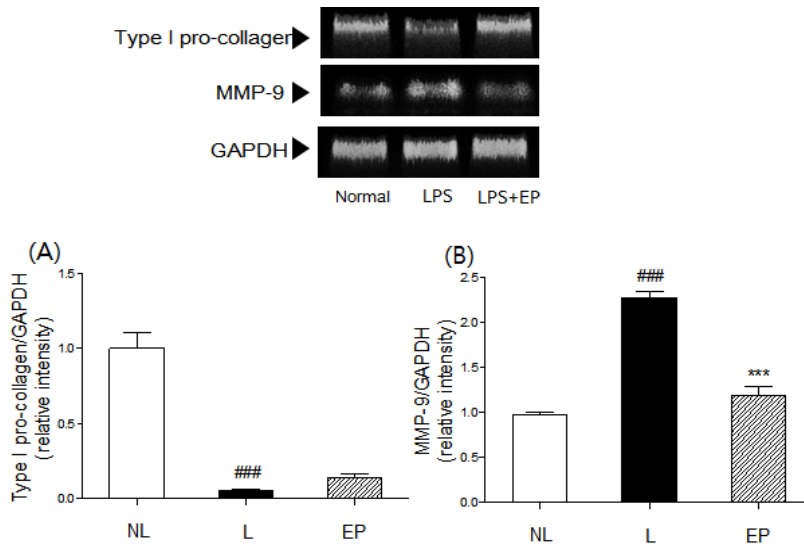 Type I pro-collagen
MMP-9
GAPDH
Normal LPS LPS+EP
(A)
Type I pro-collagen/GAPDH
(relative intensity)
1.5
1.0
0.5
0.0
###
NL L EP
(B)
MMP-9/GAPDH
(relative intensity)
2.5
2.0
1.5
1.0
0.5
0.0
###
***
NL L EP